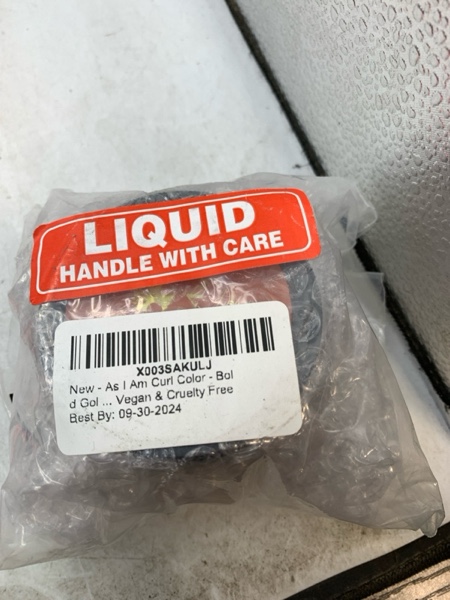 LIQUID
HANDLE WITH CARE
X003SAKULJ
New - As I Am Curl Color - Bol
d Gol ... Vegan & Cruelty Free
Best By: 09-30-2024